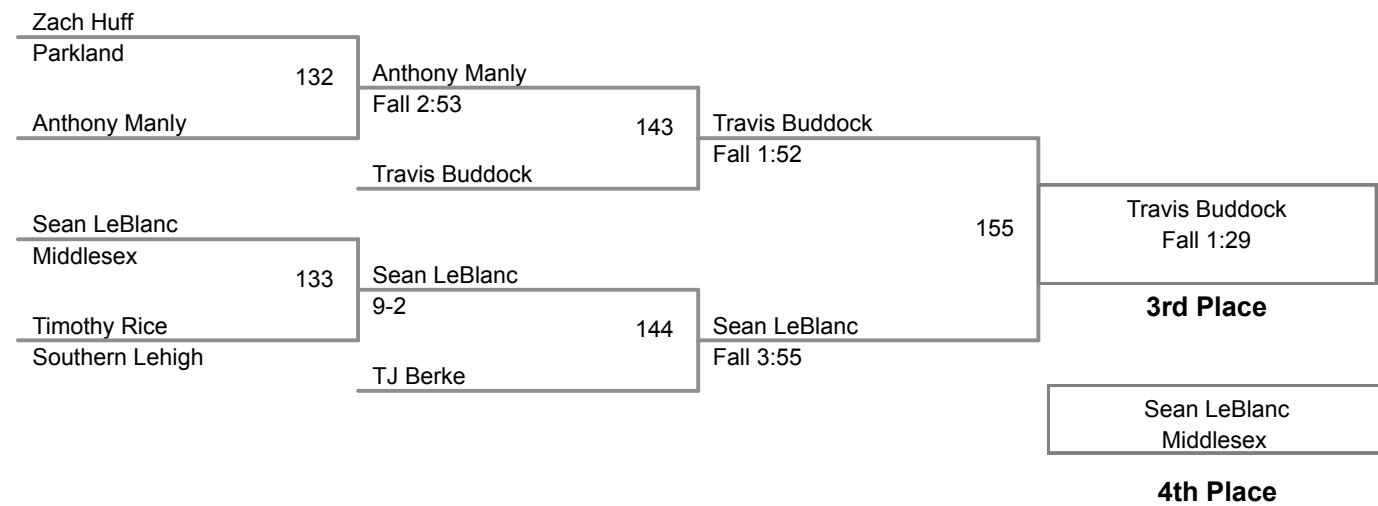 Zach Huff
Parkland
132
Anthony Manly
Fall 2:53
Anthony Manly
143
Travis Buddock
Fall 1:52
Travis Buddock
Sean LeBlanc
Middlesex
155
Travis Buddock
Fall 1:29
133
Sean LeBlanc
9-2
3rd Place
Timothy Rice
Southern Lehigh
144
Sean LeBlanc
Fall 3:55
TJ Berke
Sean LeBlanc
Middlesex
4th Place